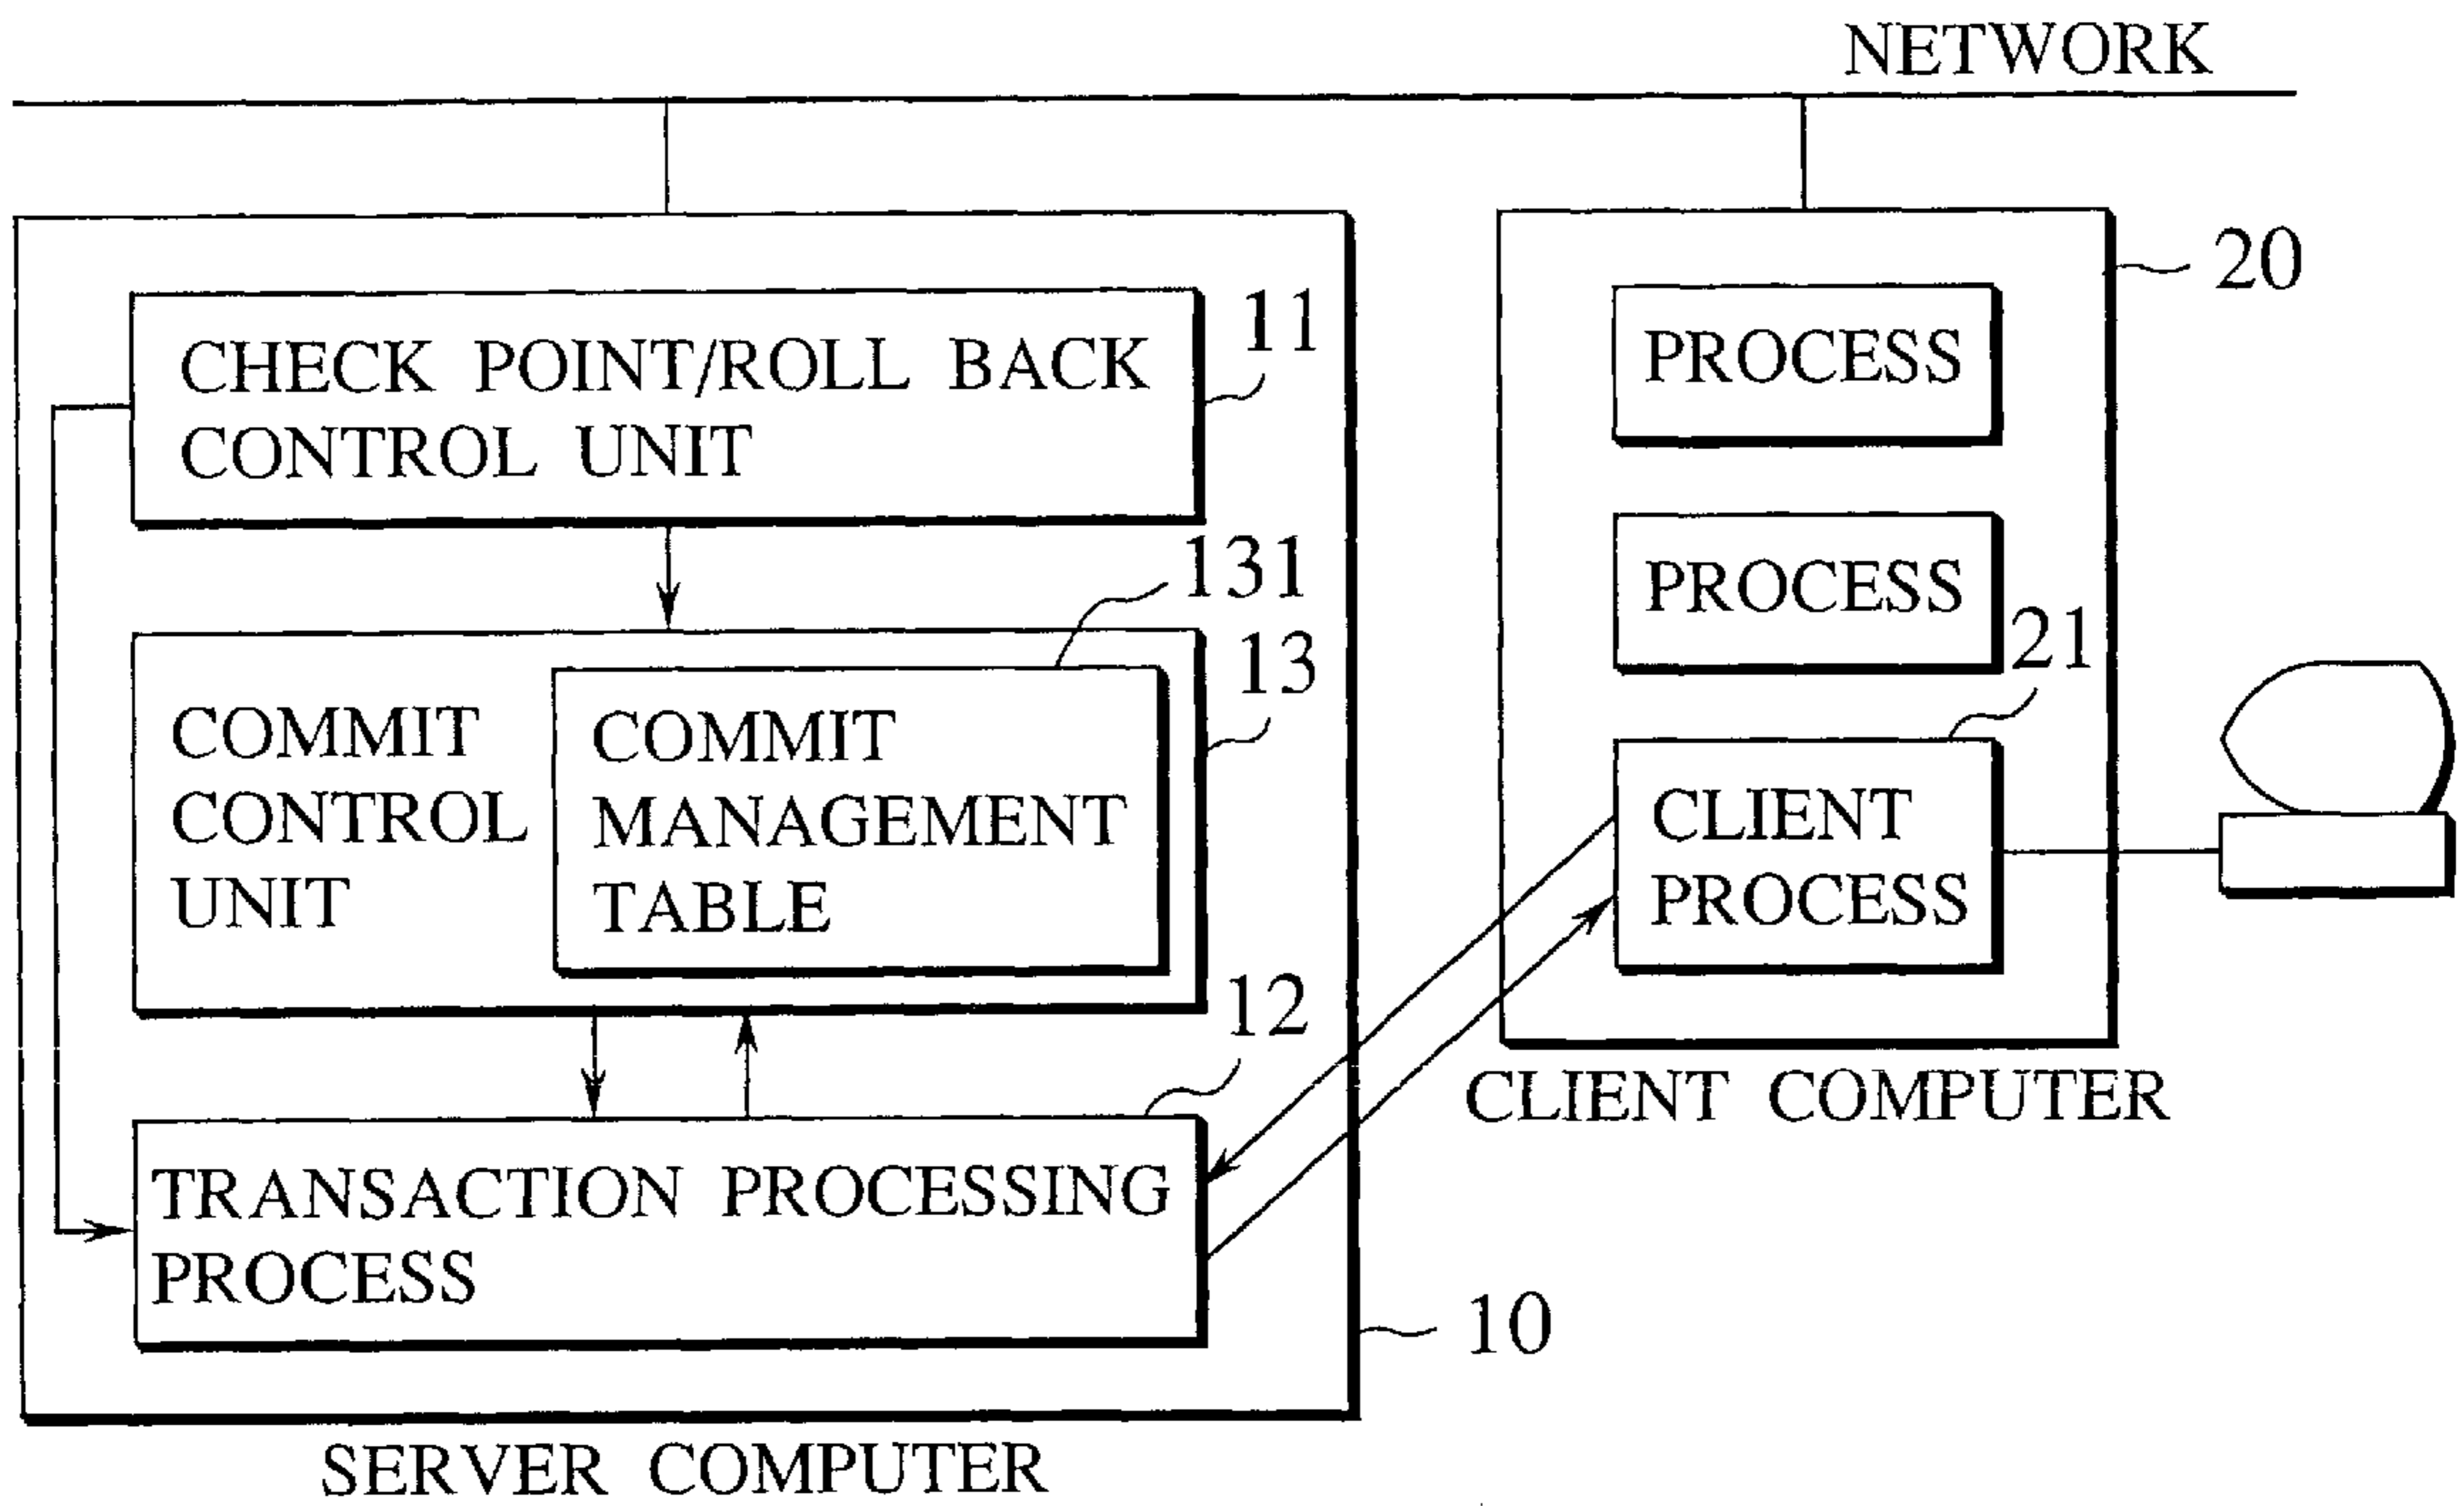 NETWORK
20
CHECK POINT/ROLL BACK
CONTROL UNIT
11
PROCESS
131
PROCESS
COMMIT
CONTROL
UNIT
COMMIT
MANAGEMENT
TABLE
13
21
CLIENT
PROCESS
12
CLIENT COMPUTER
TRANSACTION PROCESSING
PROCESS
10
SERVER COMPUTER